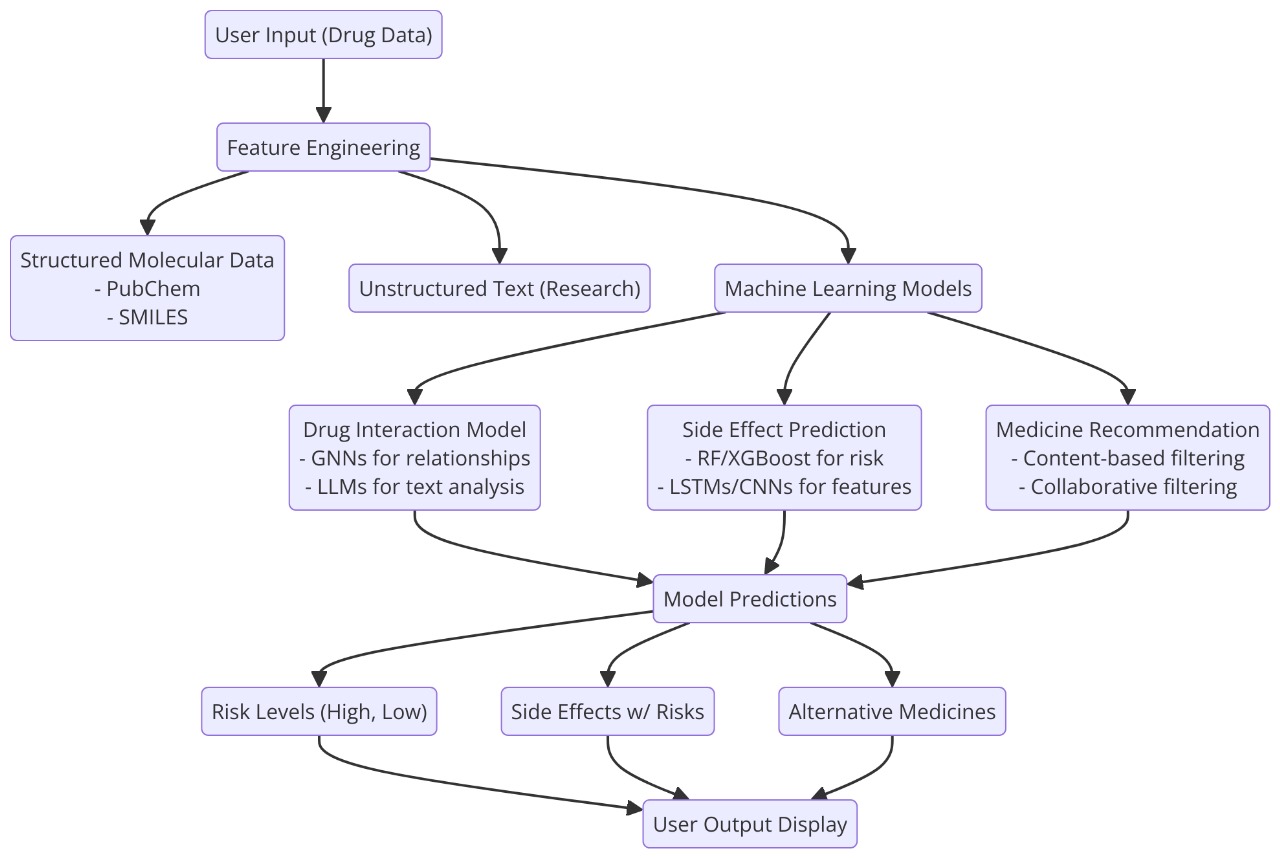 User Input (Drug Data)
Feature Engineering
Structured Molecular Data
- PubChem
- SMILES
Unstructured Text (Research)
Machine Learning Models
Drug Interaction Model
- GNNs for relationships
- LLMs for text analysis
Side Effect Prediction
- RF/XGBoost for risk
- LSTMs/CNNs for features
Medicine Recommendation
- Content-based filtering
- Collaborative filtering
Model Predictions
Risk Levels (High, Low)
Side Effects w/ Risks
Alternative Medicines
User Output Display